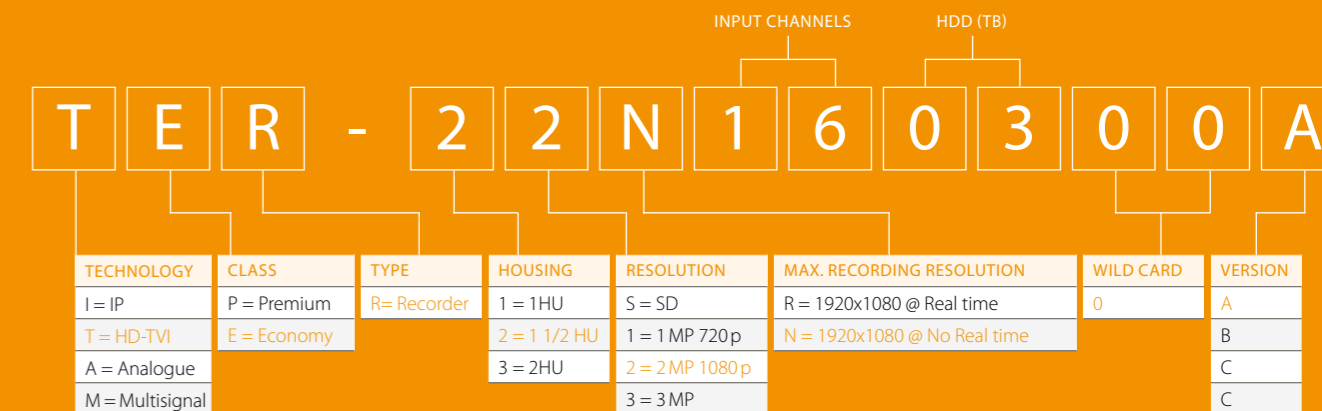 INPUT CHANNELS HDD (TB)
T E R - 2 2 N 1 6 0 3 0 0 A
TECHNOLOGY CLASS TYPE HOUSING RESOLUTION MAX. RECORDING RESOLUTION WILD CARD VERSION
I = IP P = Premium R= Recorder 1 = 1HU S = SD R = 1920x1080 @ Real time 0 A
T = HD-TVI E = Economy 2 = 1 1/2 HU 1 = 1 MP 720 p N = 1920x1080 @ No Real time B
A = Analogue 3 = 2HU 2 = 2 MP 1080 p C
M = Multisignal 3 = 3 MP C